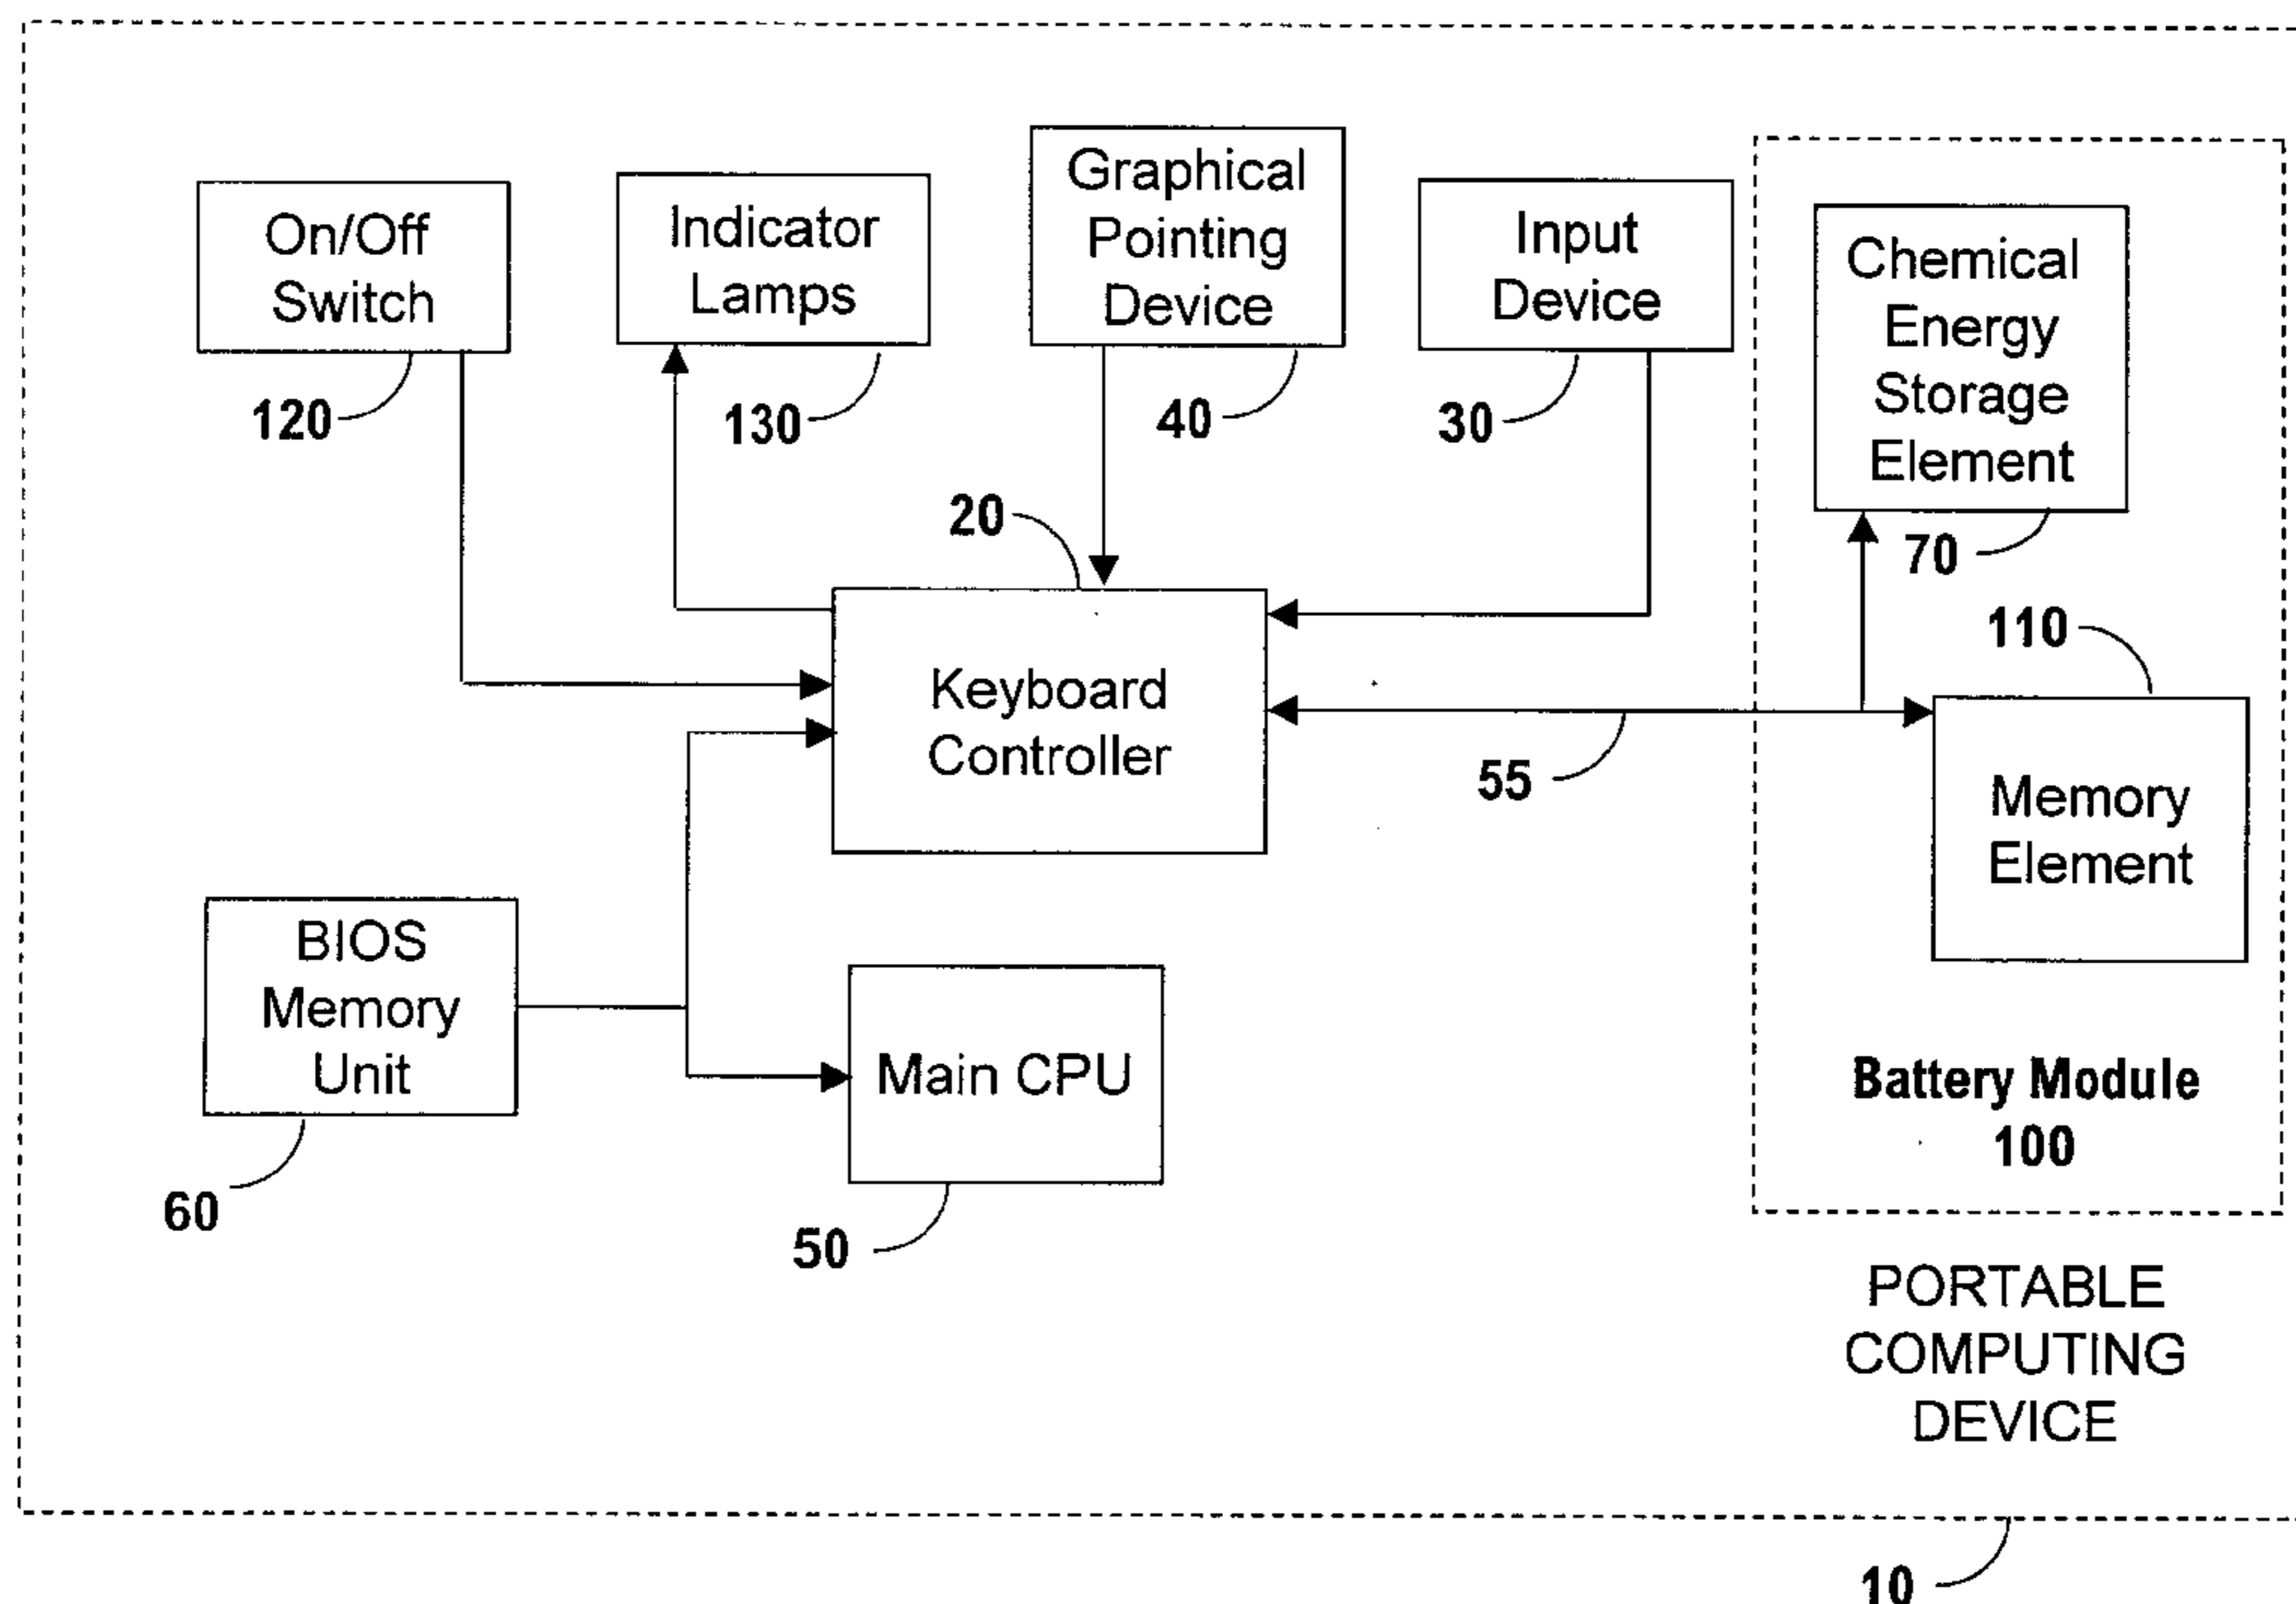 On/Off
Switch
120
Indicator
Lamps
130
Graphical
Pointing
Device
40
Input
Device
30
Chemical
Energy
Storage
Element
70
20
Keyboard
Controller
55
110
Memory
Element
BIOS
Memory
Unit
60
Main CPU
50
Battery Module
100
PORTABLE
COMPUTING
DEVICE
10